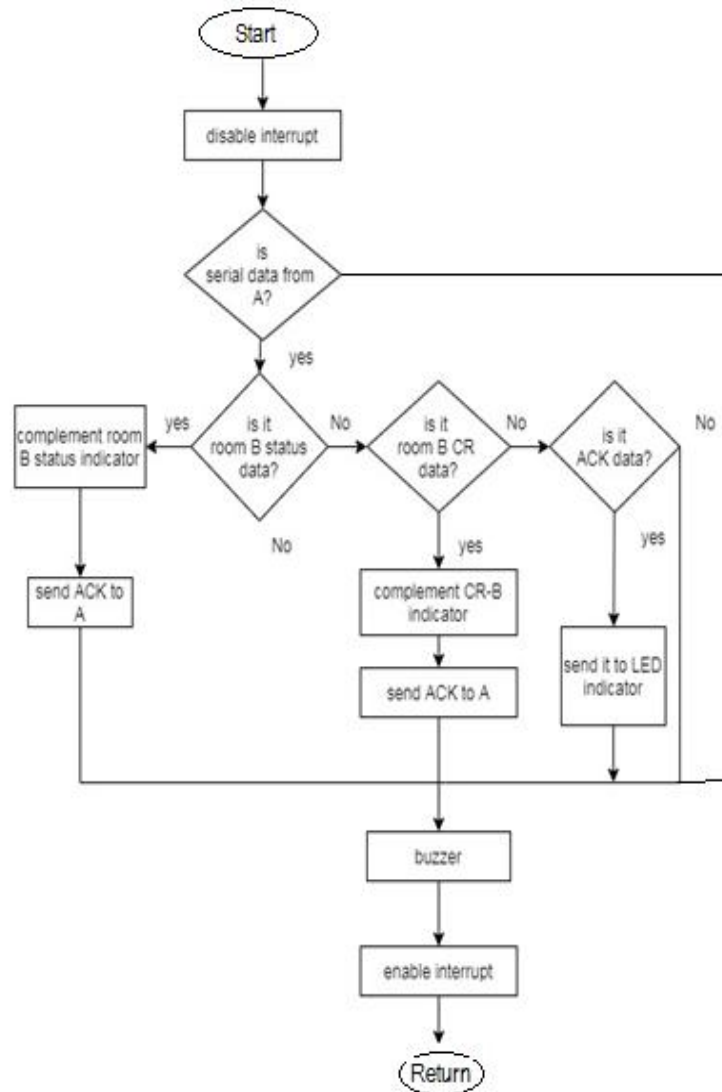 Start
disable interrupt
is
serial data from
A?
yes
complement room
B status indicator
yes
is it
room B status
data?
No
is it
room B CR
data?
No
is it
ACK data?
No
No
yes
yes
send ACK to
A
complement CR-B
indicator
send it to LED
indicator
send ACK to A
buzzer
enable interrupt
Return